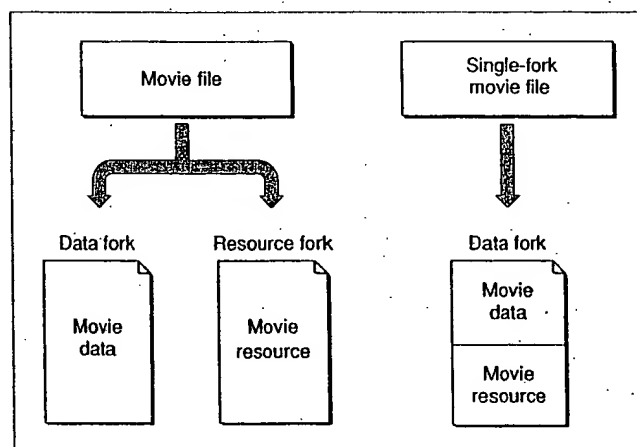 Movie file
Single-fork
movie file
Data fork
Resource fork
Data fork
Movie
data
Movie
resource
Movie
data
Movie
resource